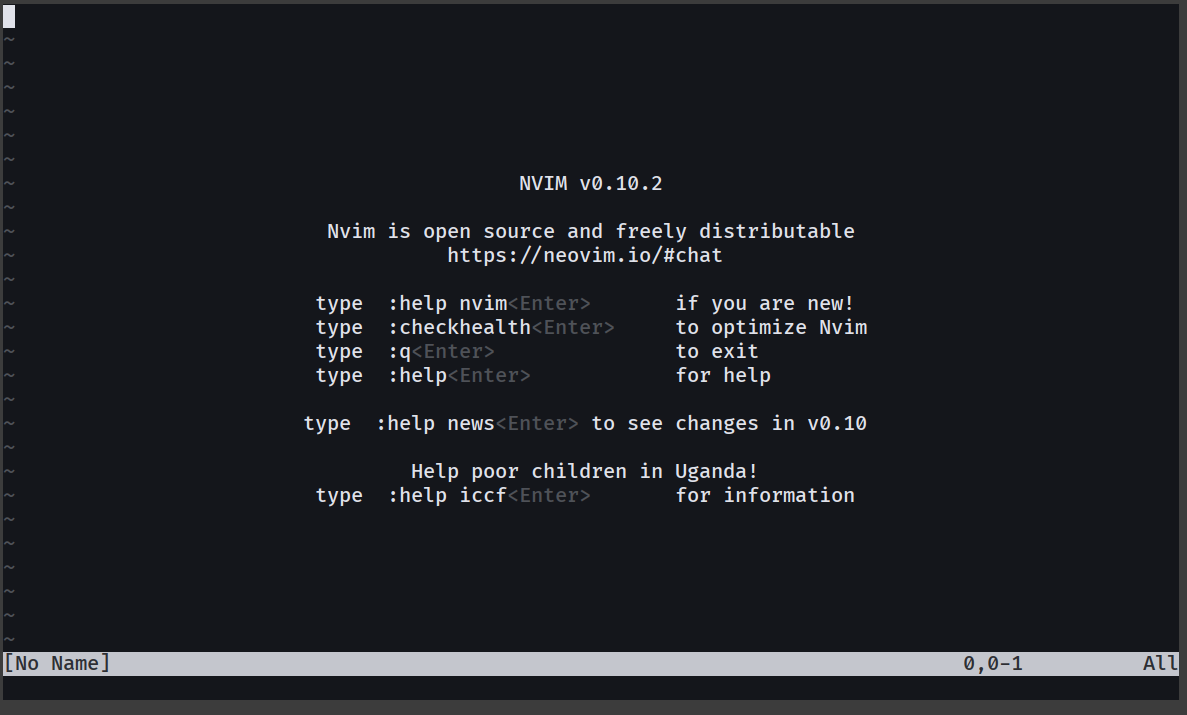 ~
~
~
~
~
~
~ NVIM v0.10.2
~
~ Nvim is open source and freely distributable
~ https://neovim.io/#chat
~
~ type :help nvim<Enter> if you are new!
~ type :checkhealth<Enter> to optimize Nvim
~ type :q<Enter> to exit
~ type :help<Enter> for help
~
~ type :help news<Enter> to see changes in v0.10
~
~ Help poor children in Uganda!
~ type :help iccf<Enter> for information
~
~
~
~
~
~
[No Name] 0,0-1 All